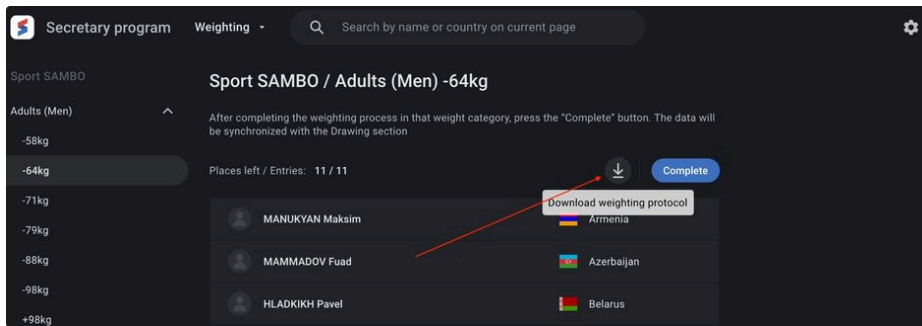 Secretary program
Weighting
Search by name or country on current page
Sport SAMBO
Adults (Men)
-58kg
-64kg
-71kg
-79kg
-88kg
-98kg
+98kg
Sport SAMBO / Adults (Men) -64kg
After completing the weighting process in that weight category, press the "Complete" button. The data will
be synchronized with the Drawing section
Places left / Entries: 11 / 11
Complete
Download weighting protocol
MANUKYAN Maksim
Armenia
MAMMADOV Fuad
Azerbaijan
HLADKIKH Pavel
Belarus